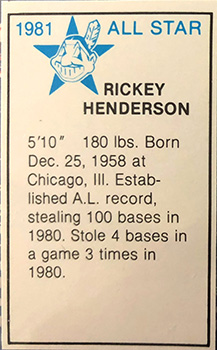 1981 ALL STAR
RICKEY
HENDERSON
5'10" 180 lbs. Born
Dec. 25, 1958 at
Chicago, Ill. Estab-
lished A.L. record,
stealing 100 bases in
1980. Stole 4 bases in
a game 3 times in
1980.